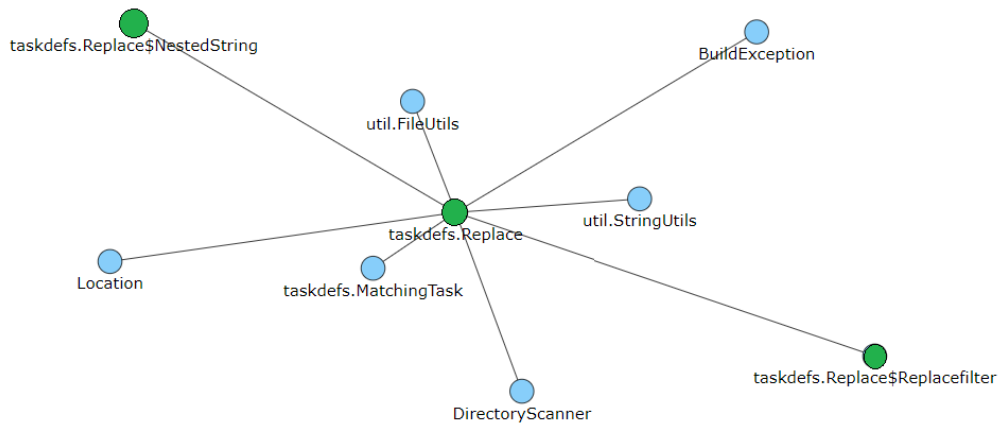 taskdefs.Replace$NestedString
BuildException
util.FileUtils
util.StringUtils
taskdefs.Replace
Location
taskdefs.MatchingTask
taskdefs.Replace$Replacefilter
DirectoryScanner